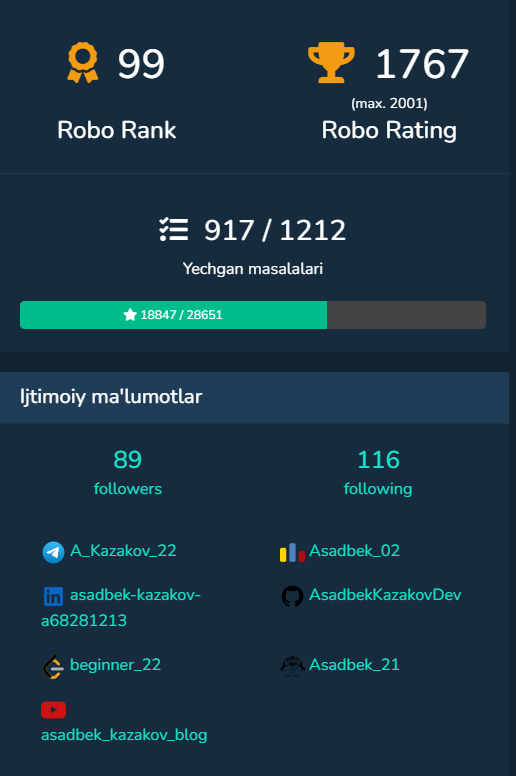 99
Robo Rank
1767
(max. 2001)
Robo Rating
917 / 1212
Yechgan masalalari
18847 / 28651
Ijtimoiy ma'lumotlar
89
followers
116
following
A_Kazakov_22
Asadbek_02
asadbek-kazakov-
a68281213
AsadbekKazakovDev
beginner_22
Asadbek_21
asadbek_kazakov_blog